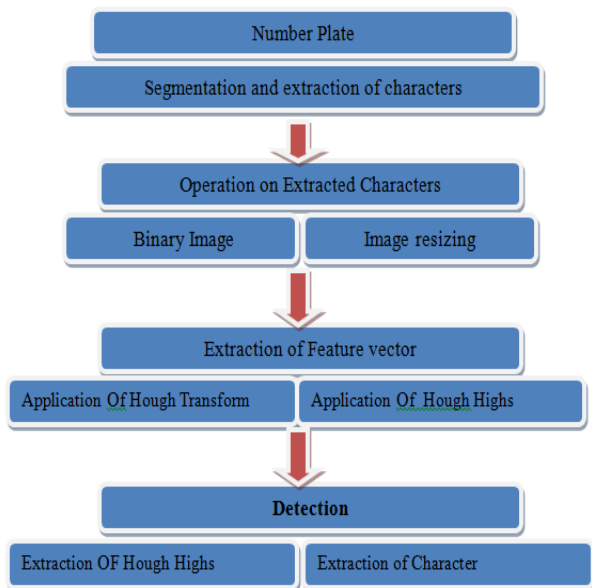 Number Plate
Segmentation and extraction of characters
Operation on Extracted Characters
Binary Image
Image resizing
Extraction of Feature vector
Application Of Hough Transform
Application Of Hough Highs
Detection
Extraction OF Hough Highs
Extraction of Character